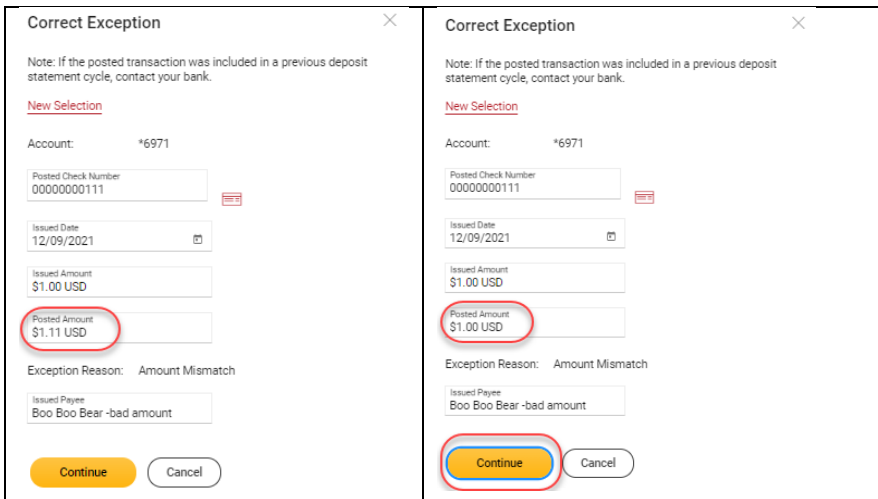 Correct Exception
Note: If the posted transaction was included in a previous deposit
statement cycle, contact your bank.
New Selection
Account: *6971
Posted Check Number
00000000111
Issued Date
12/09/2021
Issued Amount
$1.00 USD
Posted Amount
$1.11 USD
Exception Reason: Amount Mismatch
Issued Payee
Boo Boo Bear -bad amount
Continue Cancel
Correct Exception
Note: If the posted transaction was included in a previous deposit
statement cycle, contact your bank.
New Selection
Account: *6971
Posted Check Number
00000000111
Issued Date
12/09/2021
Issued Amount
$1.00 USD
Posted Amount
$1.00 USD
Exception Reason: Amount Mismatch
Issued Payee
Boo Boo Bear -bad amount
Continue Cancel